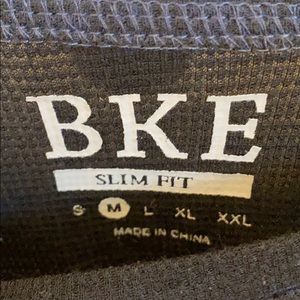 BKE
SLIM FIT
S M L XL XXL
MADE IN CHINA